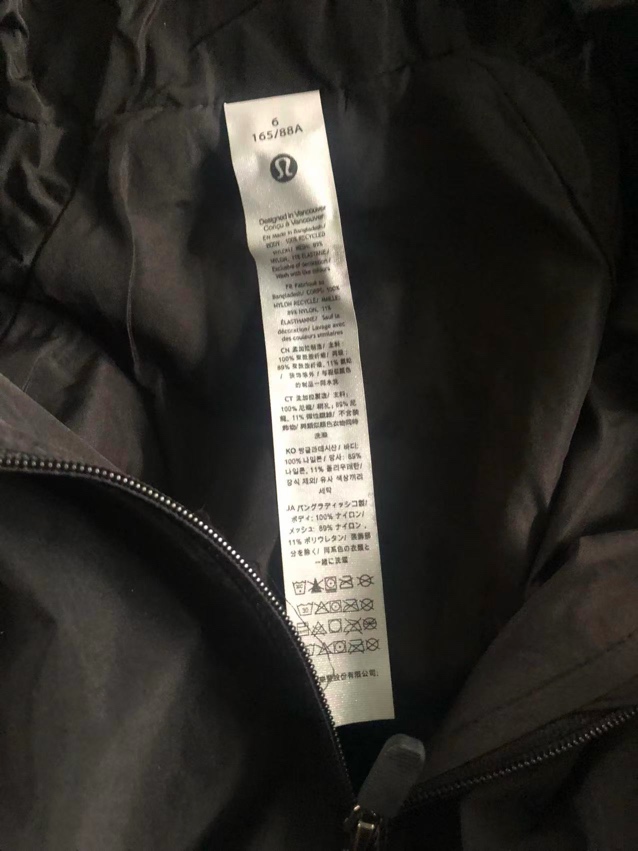 6
165/88A
Designed in Vancouver
Conçu à Vancouver
EN Made in Bangladesh/
BODY: 100% RECYCLED
NYLON/ MESH: 89%
NYLON, 11% ELASTANE/
Exclusive of decoration/
Wash with like colours
FR Fabriqué au
Bangladesh/ CORPS: 100%
NYLON RECYCLÉ/ MAILLE:
89% NYLON, 11%
ÉLASTHANNE/ Sauf la
décoration/ Lavage avec
des couleurs similaires
CN 孟加拉制造/ 主料:
100% 聚酰胺纤维/ 网眼:
89% 聚酰胺纤维, 11% 氨纶
/ 装饰除外/ 与类似颜色
的制品一同水洗
CT 孟加拉製造/ 主料:
100% 尼龍/ 網孔: 89% 尼
龍, 11% 彈性纖維/ 不含裝
飾物/ 與類似顏色衣物同時
洗滌
KO 방글라데시산/ 바디:
100% 나일론/ 망사: 89%
나일론, 11% 폴리우레탄/
장식 제외/ 유사 색상끼리
세탁
JA バングラディッシュ製/
ボディ: 100% ナイロン/
メッシュ: 89% ナイロン,
11% ポリウレタン/ 装飾部
分を除く/ 同系色の衣類と
一緒に洗濯
股份有限公司: